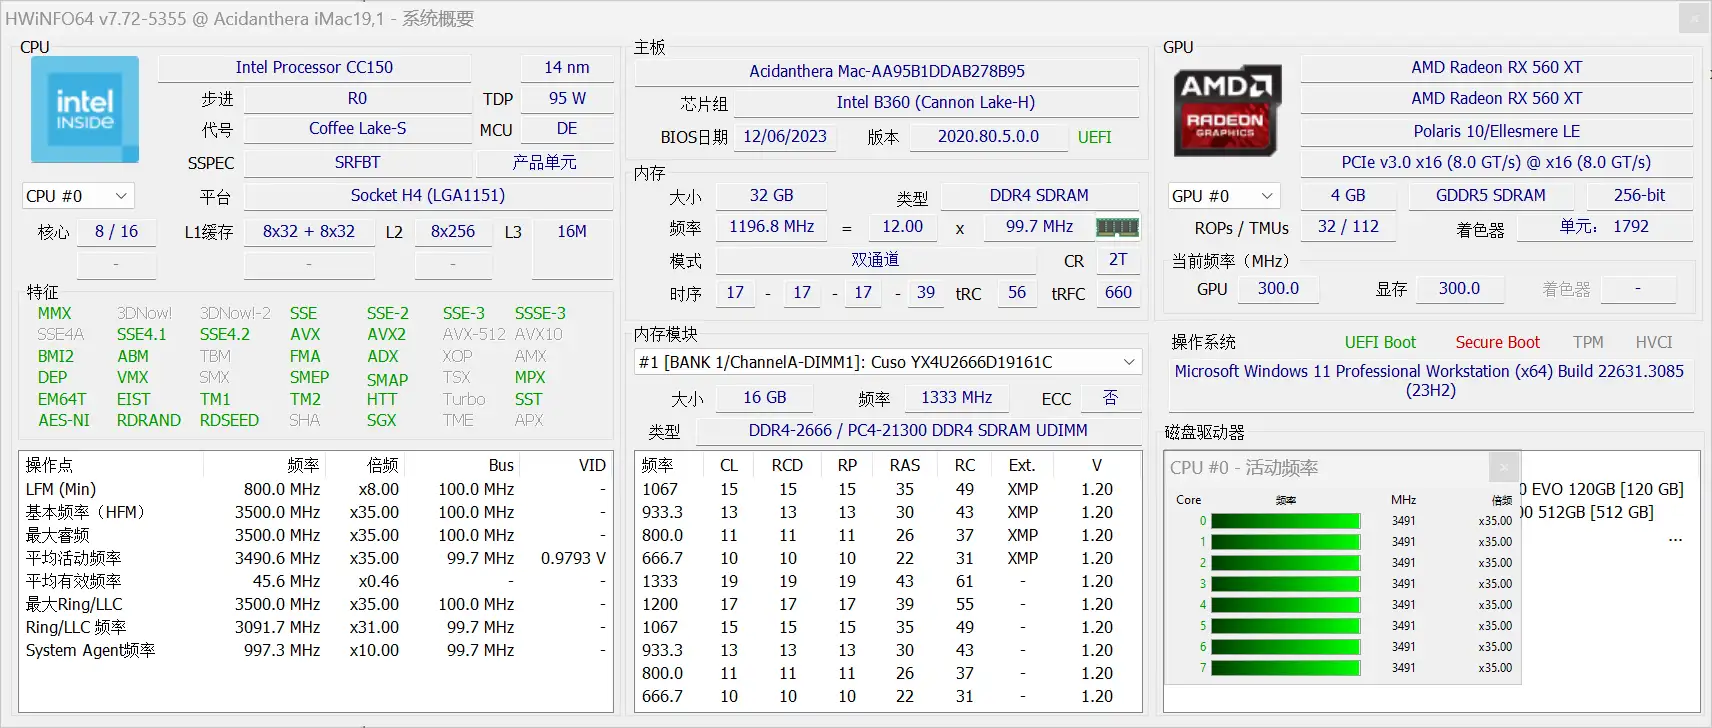 HWiNFO64 v7.72-5355 @ Acidanthera iMac19,1 - 系统概要
CPU
intel INSIDE
Intel Processor CC150 14 nm
步进 R0 TDP 95 W
代号 Coffee Lake-S MCU DE
SSPEC SRFBT 产品单元
CPU #0 平台 Socket H4 (LGA1151)
核心 8 / 16 L1缓存 8x32 + 8x32 L2 8x256 L3 16M
- - -
特征
MMX 3DNow! 3DNow!-2 SSE SSE-2 SSE-3 SSSE-3
SSE4A SSE4.1 SSE4.2 AVX AVX2 AVX-512 AVX10
BMI2 ABM TBM FMA ADX XOP AMX
DEP VMX SMX SMEP SMAP TSX MPX
EM64T EIST TM1 TM2 HTT Turbo SST
AES-NI RDRAND RDSEED SHA SGX TME APX
操作点 频率 倍频 Bus VID
LFM (Min) 800.0 MHz x8.00 100.0 MHz -
基本频率（HFM） 3500.0 MHz x35.00 100.0 MHz -
最大睿频 3500.0 MHz x35.00 100.0 MHz -
平均活动频率 3490.6 MHz x35.00 99.7 MHz 0.9793 V
平均有效频率 45.6 MHz x0.46 - -
最大Ring/LLC 3500.0 MHz x35.00 100.0 MHz -
Ring/LLC 频率 3091.7 MHz x31.00 99.7 MHz -
System Agent频率 997.3 MHz x10.00 99.7 MHz -
主板
Acidanthera Mac-AA95B1DDAB278B95
芯片组 Intel B360 (Cannon Lake-H)
BIOS日期 12/06/2023 版本 2020.80.5.0.0 UEFI
内存
大小 32 GB 类型 DDR4 SDRAM
频率 1196.8 MHz = 12.00 x 99.7 MHz
模式 双通道 CR 2T
时序 17 - 17 - 17 - 39 tRC 56 tRFC 660
内存模块
#1 [BANK 1/ChannelA-DIMM1]: Cuso YX4U2666D19161C
大小 16 GB 频率 1333 MHz ECC 否
类型 DDR4-2666 / PC4-21300 DDR4 SDRAM UDIMM
频率 CL RCD RP RAS RC Ext. V
1067 15 15 15 35 49 XMP 1.20
933.3 13 13 13 30 43 XMP 1.20
800.0 11 11 11 26 37 XMP 1.20
666.7 10 10 10 22 31 XMP 1.20
1333 19 19 19 43 61 - 1.20
1200 17 17 17 39 55 - 1.20
1067 15 15 15 35 49 - 1.20
933.3 13 13 13 30 43 - 1.20
800.0 11 11 11 26 37 - 1.20
666.7 10 10 10 22 31 - 1.20
GPU
AMD RADEON GRAPHICS
AMD Radeon RX 560 XT
AMD Radeon RX 560 XT
Polaris 10/Ellesmere LE
PCIe v3.0 x16 (8.0 GT/s) @ x16 (8.0 GT/s)
GPU #0 4 GB GDDR5 SDRAM 256-bit
ROPs / TMUs 32 / 112 着色器 单元: 1792
当前频率（MHz）
GPU 300.0 显存 300.0 着色器 -
操作系统 UEFI Boot Secure Boot TPM HVCI
Microsoft Windows 11 Professional Workstation (x64) Build 22631.3085
(23H2)
磁盘驱动器
0 EVO 120GB [120 GB]
00 512GB [512 GB]
...
CPU #0 - 活动频率
Core 频率 MHz 倍频
0 3491 x35.00
1 3491 x35.00
2 3491 x35.00
3 3491 x35.00
4 3491 x35.00
5 3491 x35.00
6 3491 x35.00
7 3491 x35.00